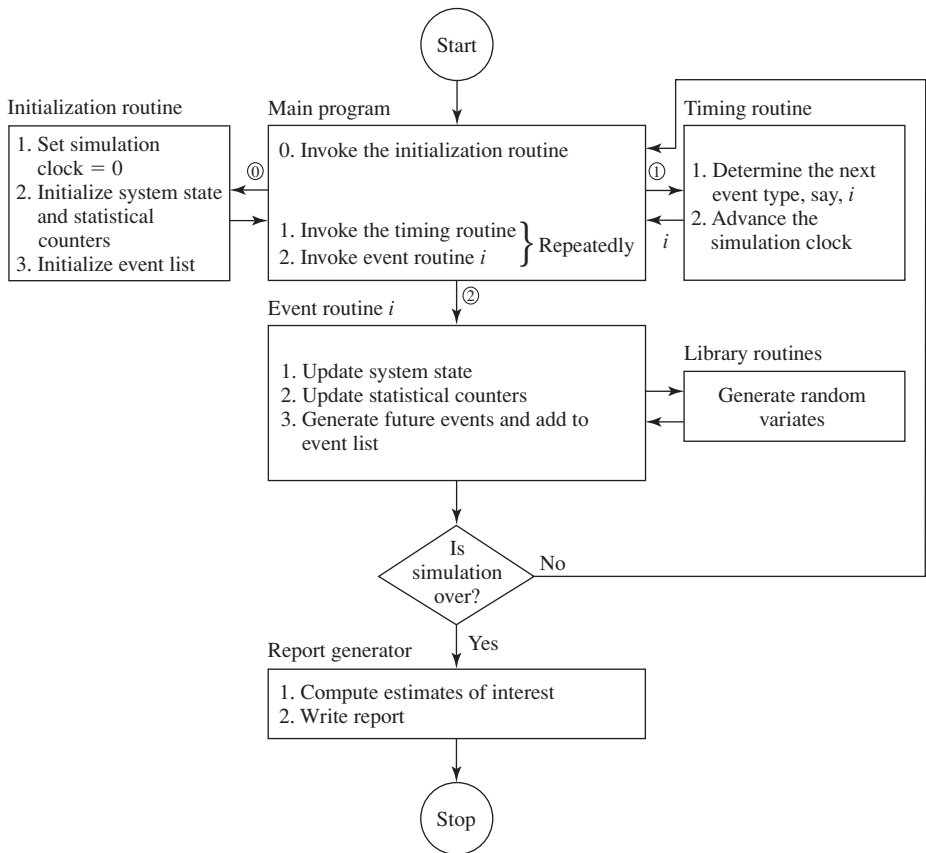 Start
Initialization routine
1. Set simulation
clock = 0
2. Initialize system state
and statistical
counters
3. Initialize event list
⓪
Main program
0. Invoke the initialization routine
1. Invoke the timing routine
2. Invoke event routine i
} Repeatedly
①
i
Timing routine
1. Determine the next
event type, say, i
2. Advance the
simulation clock
②
Event routine i
1. Update system state
2. Update statistical counters
3. Generate future events and add to
event list
Library routines
Generate random
variates
Is
simulation
over?
No
Yes
Report generator
1. Compute estimates of interest
2. Write report
Stop